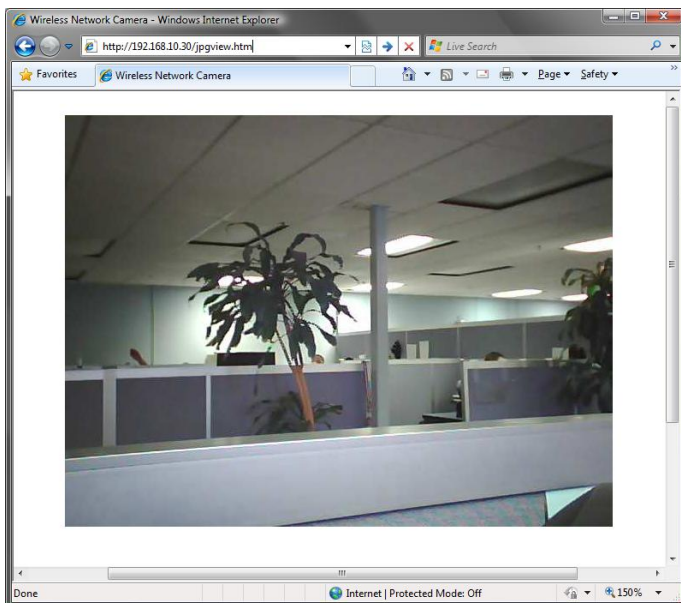 Wireless Network Camera - Windows Internet Explorer
http://192.168.10.30/jpgview.htm
Live Search
Favorites
Wireless Network Camera
Page
Safety
Done
Internet | Protected Mode: Off
150%